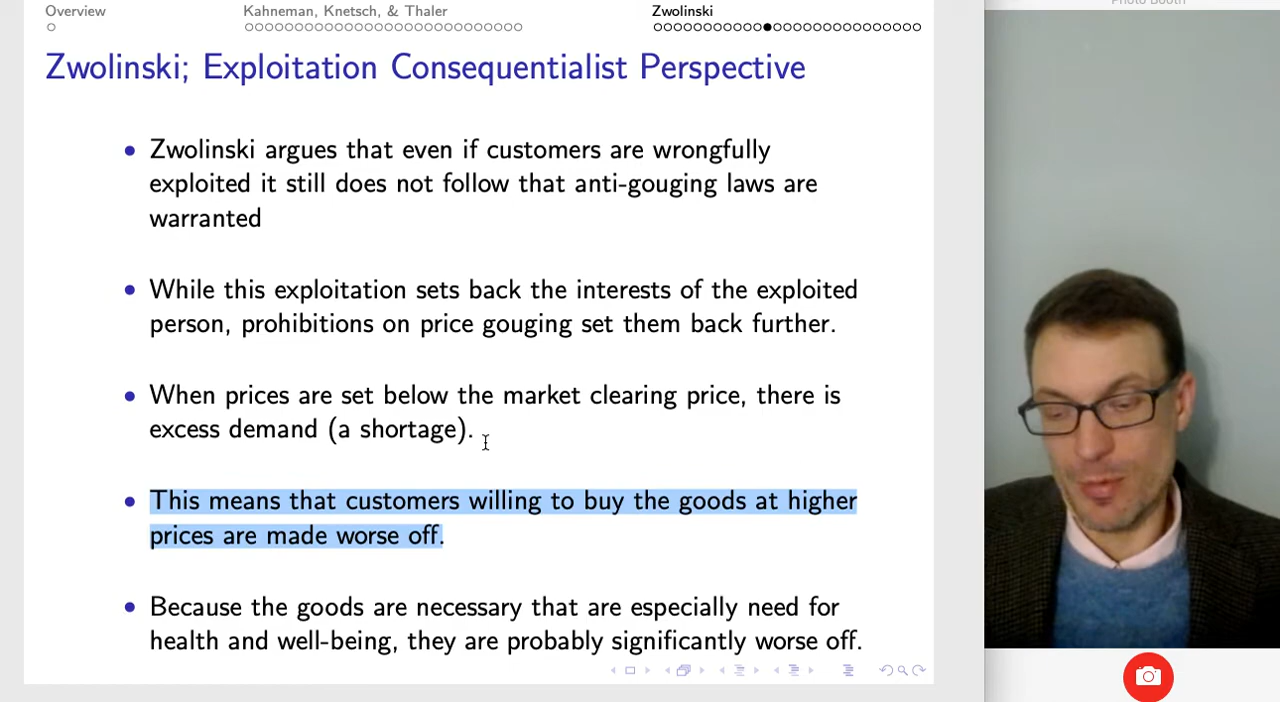 Overview
Kahneman, Knetsch, & Thaler
Zwolinski
Photo Booth
Zwolinski; Exploitation Consequentialist Perspective
• Zwolinski argues that even if customers are wrongfully
exploited it still does not follow that anti-gouging laws are
warranted
• While this exploitation sets back the interests of the exploited
person, prohibitions on price gouging set them back further.
• When prices are set below the market clearing price, there is
excess demand (a shortage).
• This means that customers willing to buy the goods at higher
prices are made worse off.
• Because the goods are necessary that are especially need for
health and well-being, they are probably significantly worse off.